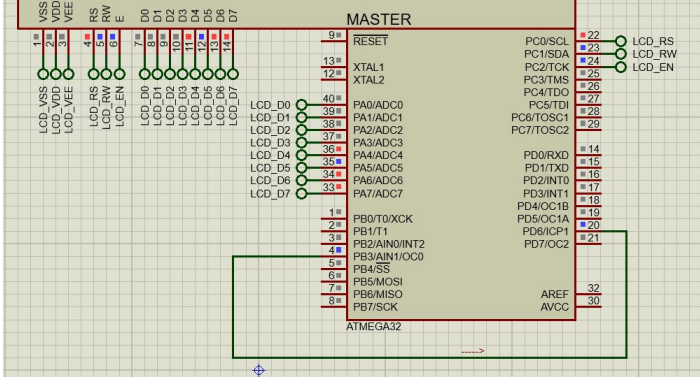 VSS VDD VEE RS RW E D0 D1 D2 D3 D4 D5 D6 D7
1 2 3 4 5 6 7 8 9 10 11 12 13 14
LCD_VSS LCD_VDD LCD_VEE LCD_RS LCD_RW LCD_EN LCD_D0 LCD_D1 LCD_D2 LCD_D3 LCD_D4 LCD_D5 LCD_D6 LCD_D7
MASTER
9 RESET PC0/SCL 22 LCD_RS
PC1/SDA 23 LCD_RW
13 XTAL1 PC2/TCK 24 LCD_EN
12 XTAL2 PC3/TMS 25
PC4/TDO 26
LCD_D0 40 PA0/ADC0 PC5/TDI 27
LCD_D1 39 PA1/ADC1 PC6/TOSC1 28
LCD_D2 38 PA2/ADC2 PC7/TOSC2 29
LCD_D3 37 PA3/ADC3
LCD_D4 36 PA4/ADC4 PD0/RXD 14
LCD_D5 35 PA5/ADC5 PD1/TXD 15
LCD_D6 34 PA6/ADC6 PD2/INT0 16
LCD_D7 33 PA7/ADC7 PD3/INT1 17
PD4/OC1B 18
1 PB0/T0/XCK PD5/OC1A 19
2 PB1/T1 PD6/ICP1 20
3 PB2/AIN0/INT2 PD7/OC2 21
4 PB3/AIN1/OC0
5 PB4/SS
6 PB5/MOSI
7 PB6/MISO AREF 32
8 PB7/SCK AVCC 30
ATMEGA32
----->